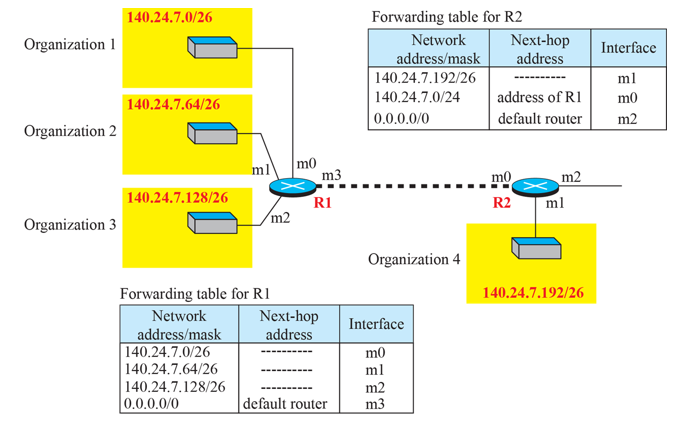 140.24.7.0/26
Organization 1
140.24.7.64/26
Organization 2
140.24.7.128/26
Organization 3
m0
m1
m2
m3
R1
Forwarding table for R2
Network address/mask Next-hop address Interface
140.24.7.192/26 ---------- m1
140.24.7.0/24 address of R1 m0
0.0.0.0/0 default router m2
m0
R2
m2
m1
Organization 4
140.24.7.192/26
Forwarding table for R1
Network address/mask Next-hop address Interface
140.24.7.0/26 ---------- m0
140.24.7.64/26 ---------- m1
140.24.7.128/26 ---------- m2
0.0.0.0/0 default router m3